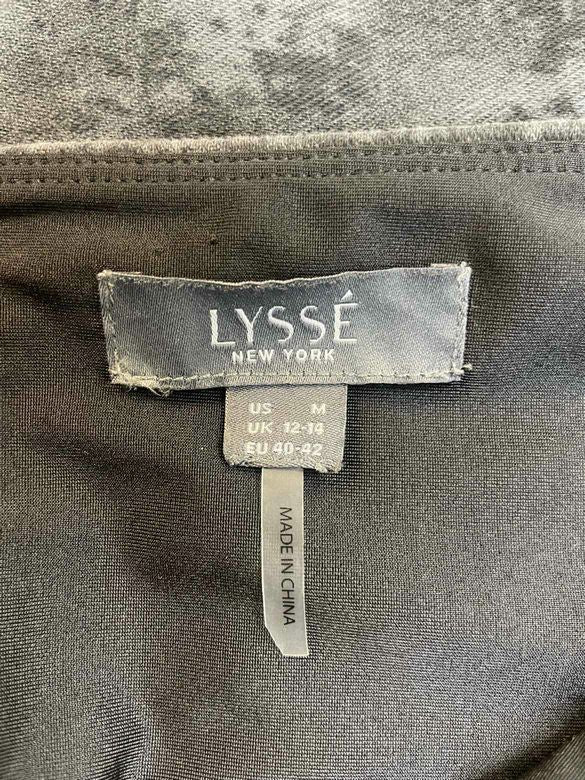 LYSSÉ
NEW YORK
US M
UK 12-14
EU 40-42
MADE IN CHINA